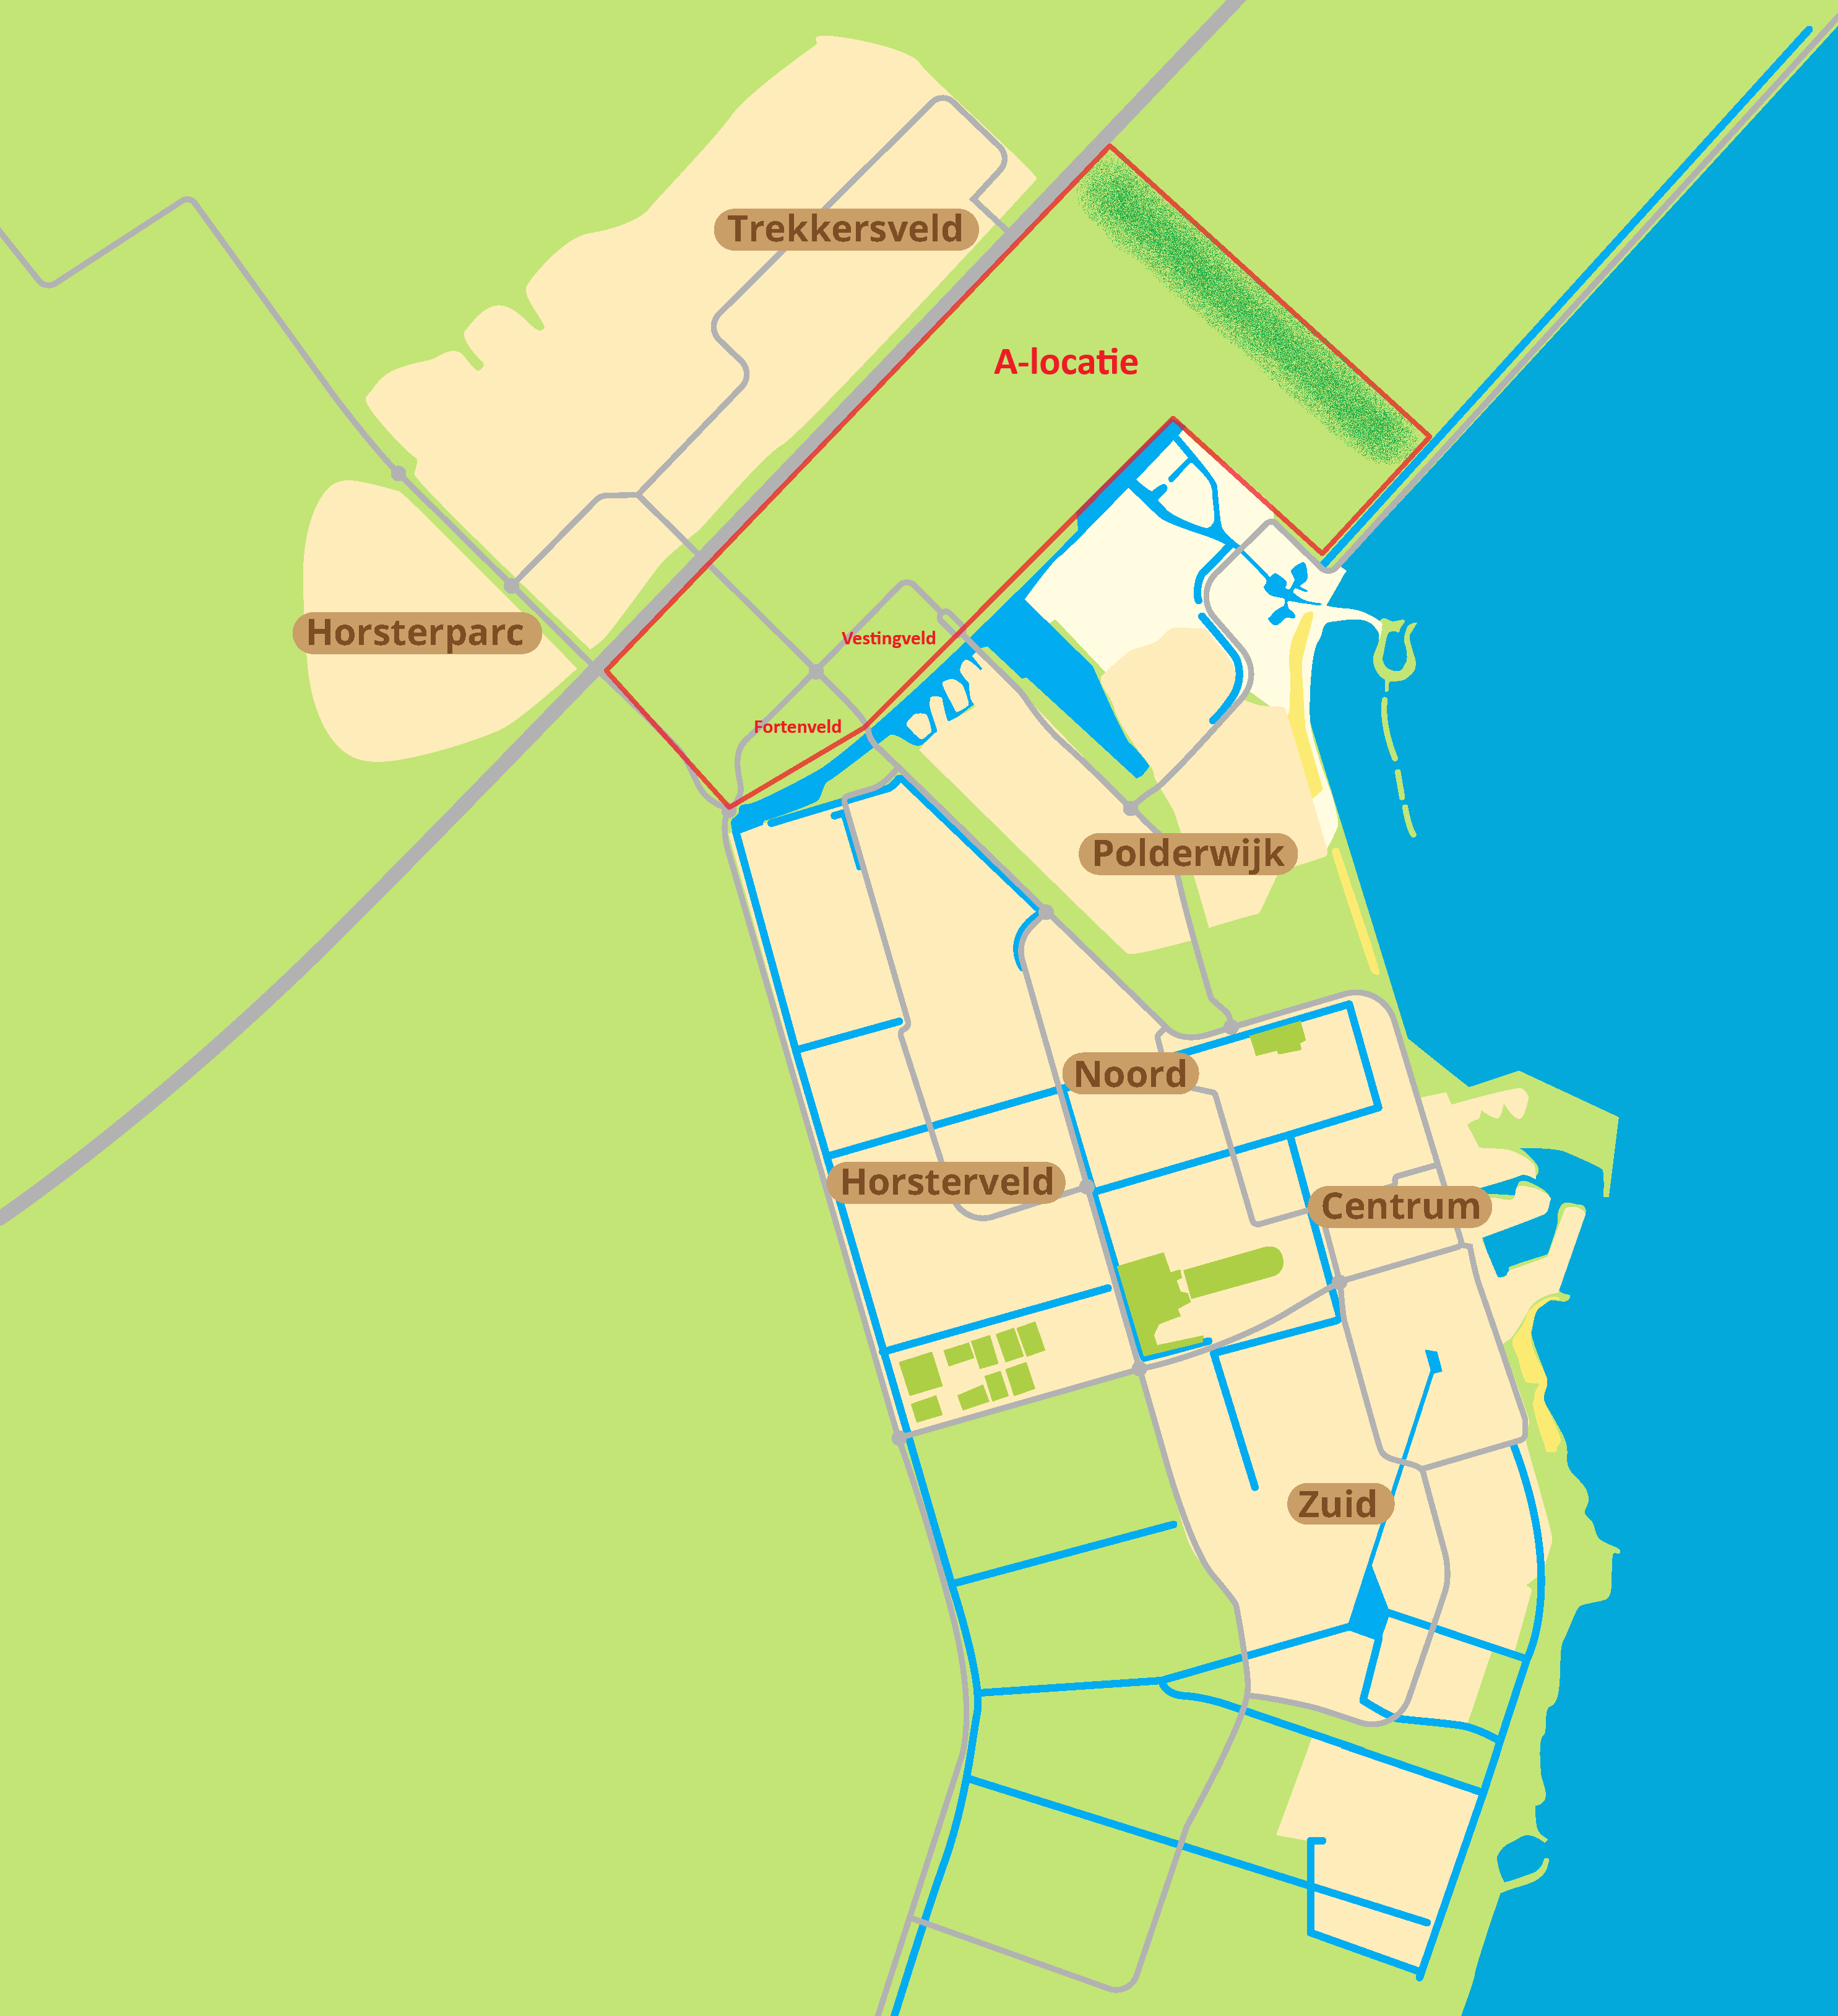 Trekkersveld
A-locatie
Horsterparc
Vestingveld
Fortenveld
Polderwijk
Noord
Horsterveld
Centrum
Zuid